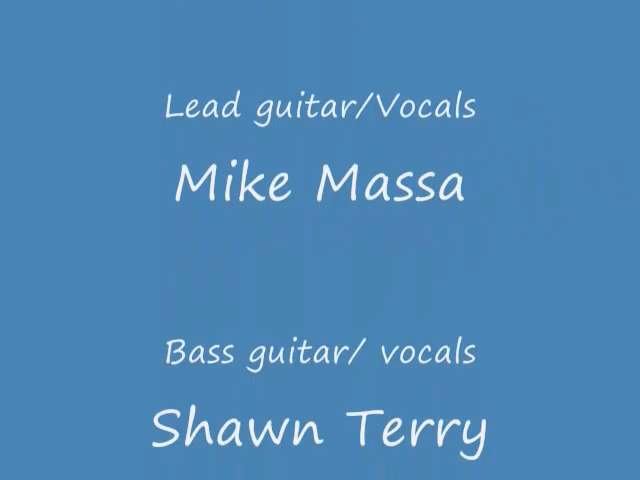 Lead guitar/Vocals
Mike Massa
Bass guitar/ vocals
Shawn Terry